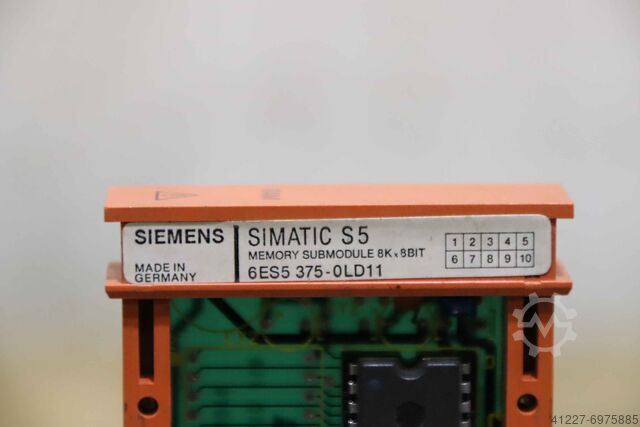 SIEMENS
MADE IN
GERMANY
SIMATIC S5
MEMORY SUBMODULE 8K x 8BIT
6ES5 375-0LD11
1 2 3 4 5
6 7 8 9 10
41227-6975885